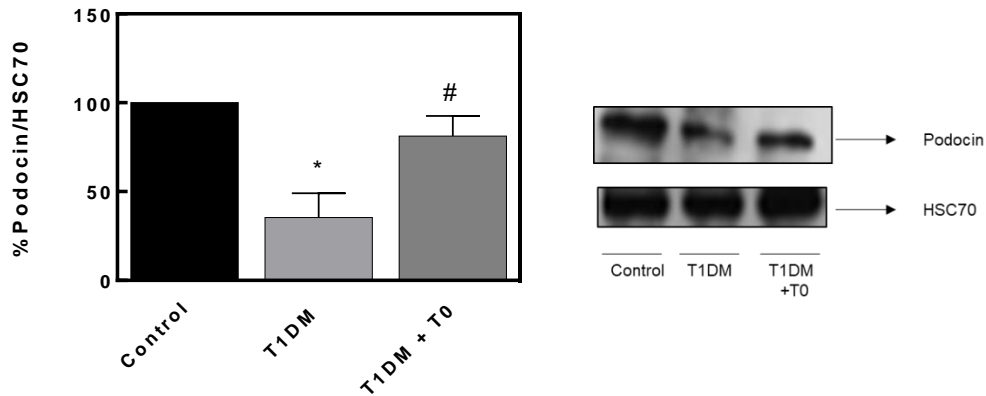 150
100
50
0
%Podocin/HSC70
*
#
Control
T1DM
T1DM + T0
Podocin
HSC70
Control
T1DM
T1DM
+T0